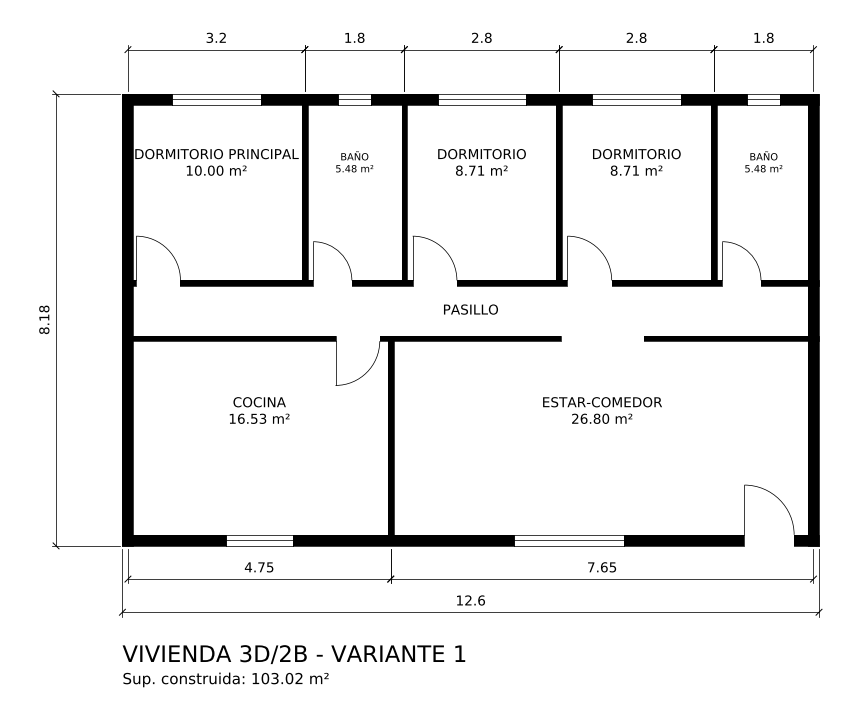 3.2
1.8
2.8
2.8
1.8
DORMITORIO PRINCIPAL
10.00 m²
BAÑO
5.48 m²
DORMITORIO
8.71 m²
DORMITORIO
8.71 m²
BAÑO
5.48 m²
8.18
PASILLO
COCINA
16.53 m²
ESTAR-COMEDOR
26.80 m²
4.75
7.65
12.6
VIVIENDA 3D/2B - VARIANTE 1
Sup. construida: 103.02 m²